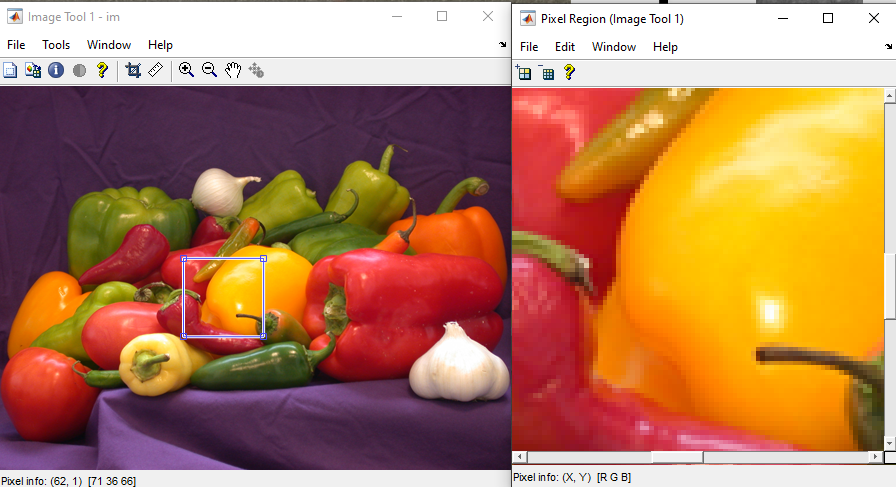 Image Tool 1 - im
File Tools Window Help
Pixel info: (62, 1) [71 36 66]
Pixel Region (Image Tool 1)
File Edit Window Help
Pixel info: (X, Y) [R G B]